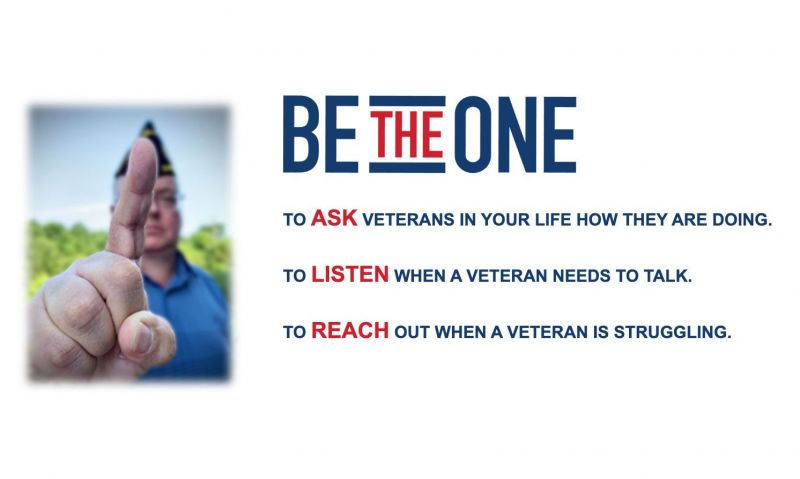 BE THE ONE
TO ASK VETERANS IN YOUR LIFE HOW THEY ARE DOING.
TO LISTEN WHEN A VETERAN NEEDS TO TALK.
TO REACH OUT WHEN A VETERAN IS STRUGGLING.